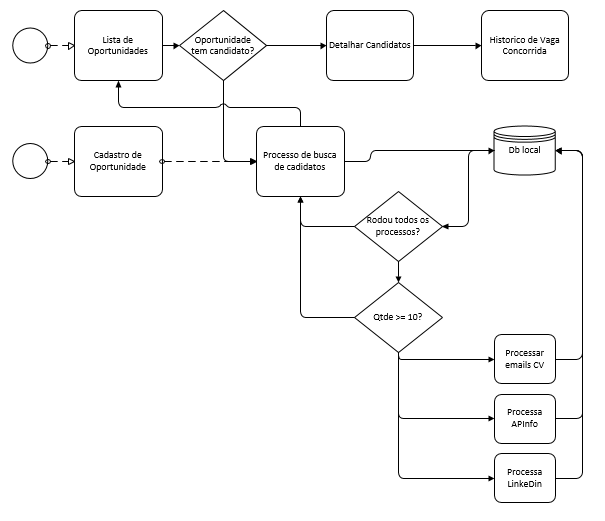 Lista de
Oportunidades
Oportunidade
tem candidato?
Detalhar Candidatos
Historico de Vaga
Concorrida
Cadastro de
Oportunidade
Processo de busca
de cadidatos
Db local
Rodou todos os
processos?
Qtde >= 10?
Processar
emails CV
Processa
APInfo
Processa
LinkeDin